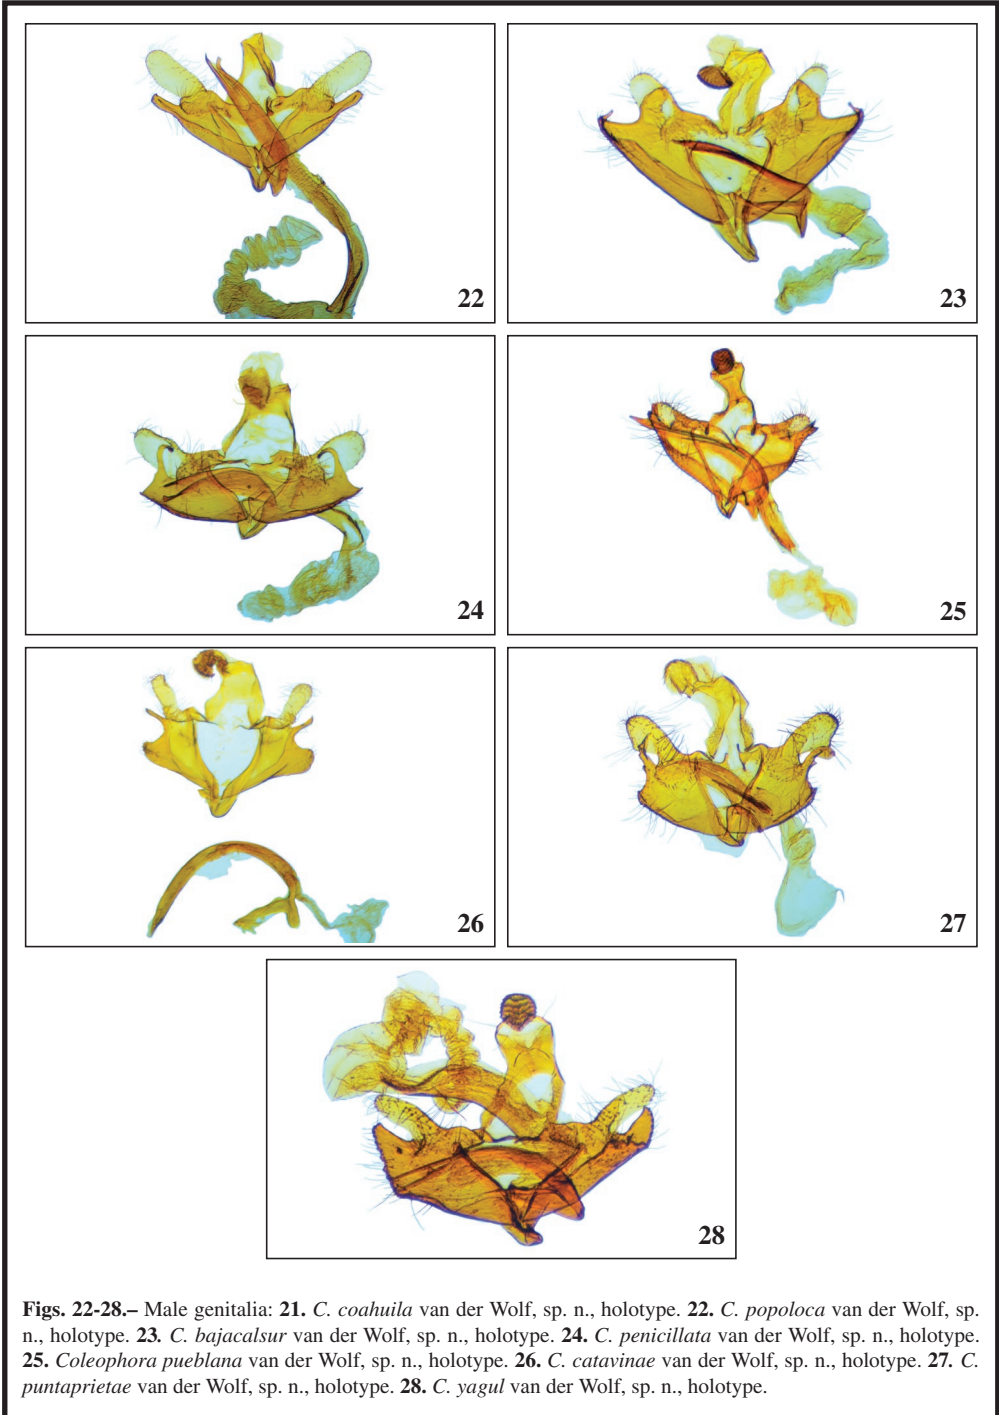 22
23
24
25
26
27
28
Figs. 22-28.– Male genitalia: 21. C. coahuila van der Wolf, sp. n., holotype. 22. C. popoloca van der Wolf, sp.
n., holotype. 23. C. bajacalsur van der Wolf, sp. n., holotype. 24. C. penicillata van der Wolf, sp. n., holotype.
25. Coleophora pueblana van der Wolf, sp. n., holotype. 26. C. catavinae van der Wolf, sp. n., holotype. 27. C.
puntaprietae van der Wolf, sp. n., holotype. 28. C. yagul van der Wolf, sp. n., holotype.